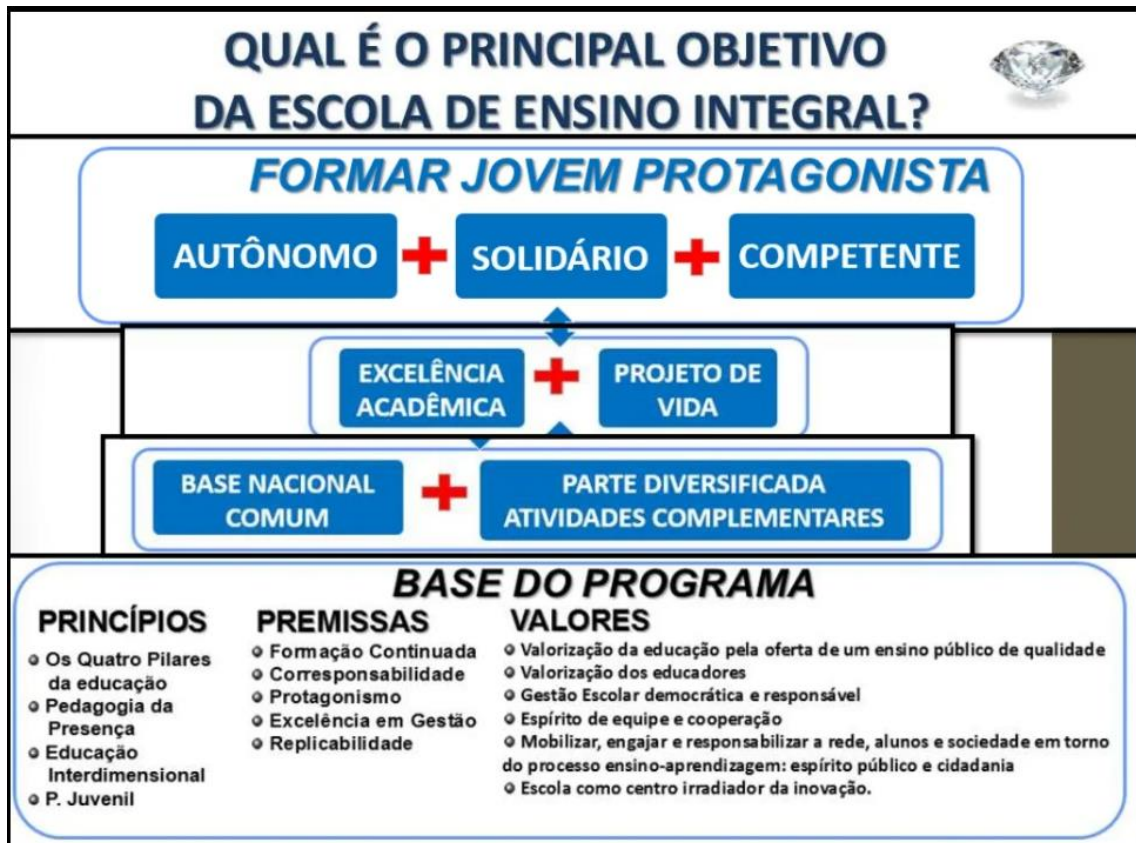 QUAL É O PRINCIPAL OBJETIVO
DA ESCOLA DE ENSINO INTEGRAL?
FORMAR JOVEM PROTAGONISTA
AUTÔNOMO + SOLIDÁRIO + COMPETENTE
EXCELÊNCIA
ACADÊMICA
+
PROJETO DE
VIDA
BASE NACIONAL
COMUM
+
PARTE DIVERSIFICADA
ATIVIDADES COMPLEMENTARES
BASE DO PROGRAMA
PRINCÍPIOS
Os Quatro Pilares
da educação
Pedagogia da
Presença
Educação
Interdimensional
P. Juvenil
PREMISSAS
Formação Continuada
Corresponsabilidade
Protagonismo
Excelência em Gestão
Replicabilidade
VALORES
Valorização da educação pela oferta de um ensino público de qualidade
Valorização dos educadores
Gestão Escolar democrática e responsável
Espírito de equipe e cooperação
Mobilizar, engajar e responsabilizar a rede, alunos e sociedade em torno
do processo ensino-aprendizagem: espírito público e cidadania
Escola como centro irradiador da inovação.